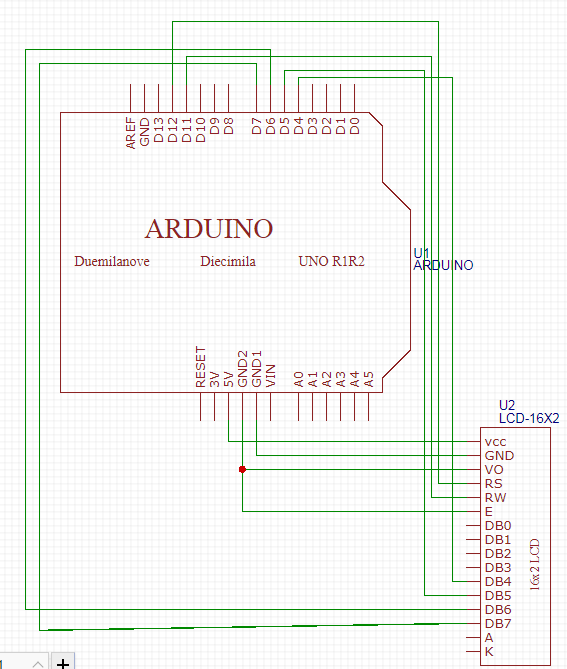 AREF
GND
D13
D12
D11
D10
D9
D8
D7
D6
D5
D4
D3
D2
D1
D0
ARDUINO
Duemilanove Diecimila UNO R1R2
U1
ARDUINO
RESET
3V
5V
GND2
GND1
VIN
A0
A1
A2
A3
A4
A5
U2
LCD-16X2
vcc
GND
VO
RS
RW
E
DB0
DB1
DB2
DB3
DB4
DB5
DB6
DB7
A
K
16x2 LCD